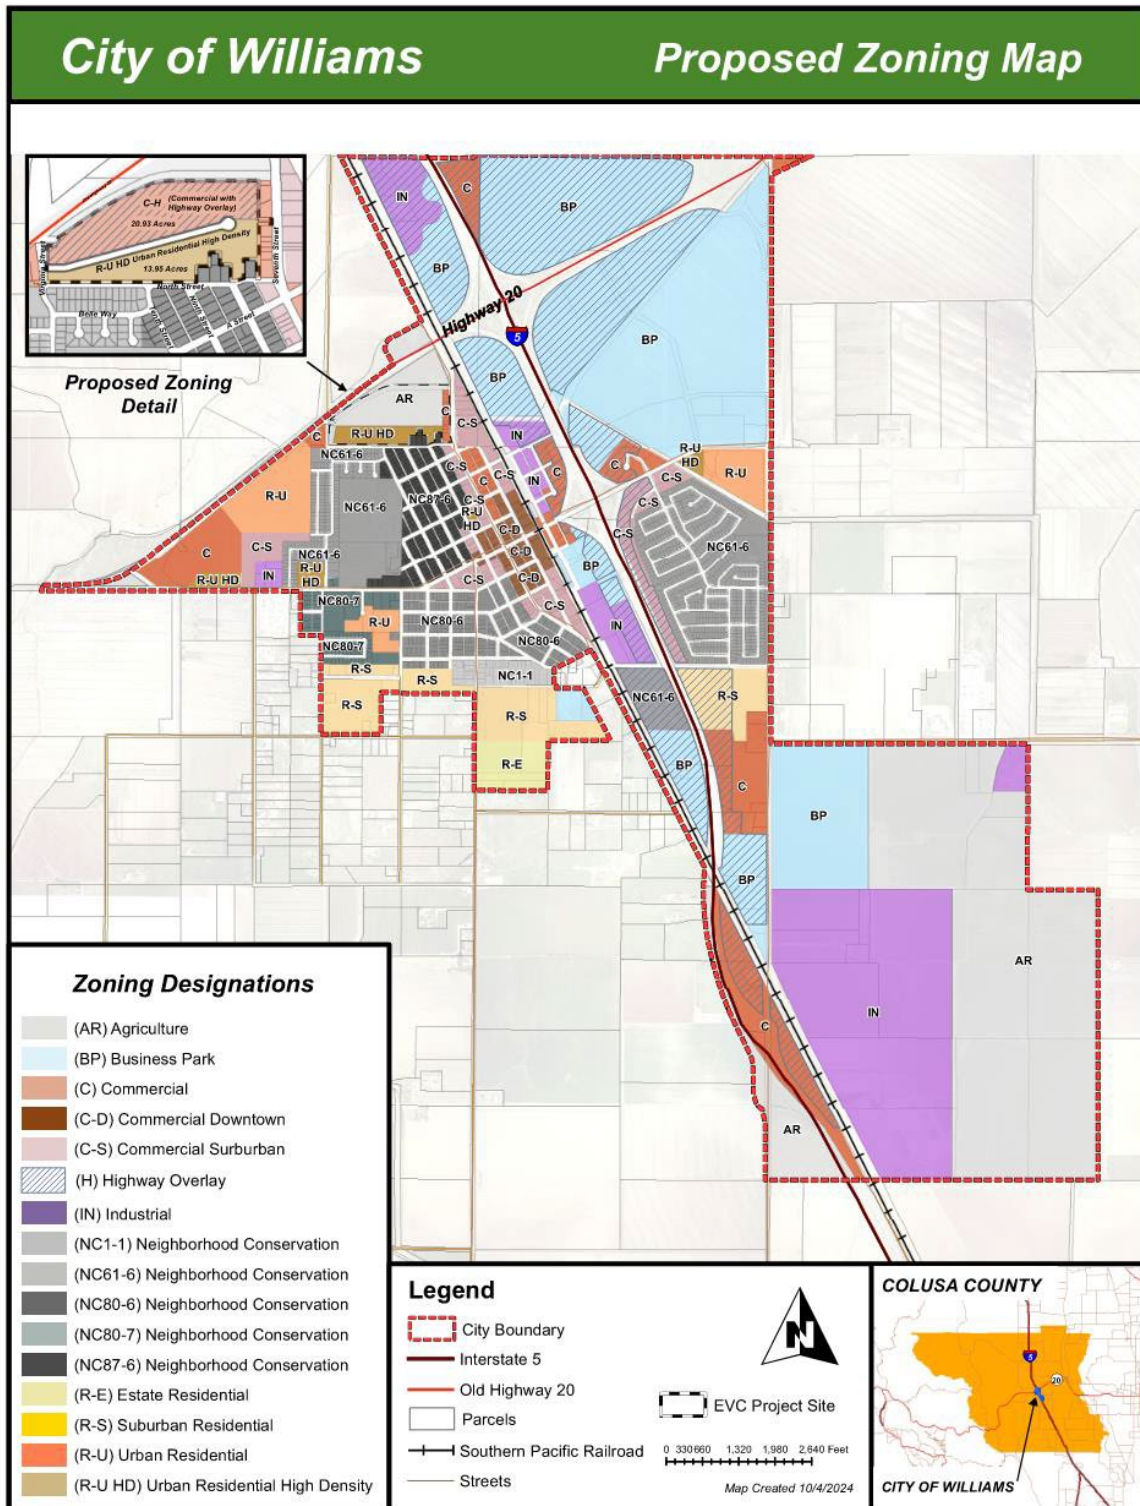 City of Williams
Proposed Zoning Map
C-H
(Commercial with
Highway Overlay)
20.93 Acres
R-U HD Urban Residential High Density
13.95 Acres
Virginia Street
North Street
Seventh Street
Belle Way
A Street
Proposed Zoning
Detail
IN
C
BP
BP
Highway 20
5
BP
BP
AR
C
C-S
R-U HD
IN
C
NC61-6
C-S
C-S
C
C
R-U
HD
R-U
C-S
R-U
NC61-6
NC87-6
C
C-S
IN
C-S
R-U
HD
C-D
C-S
NC61-6
C
C-S
NC61-6
C-D
BP
R-U HD
IN
R-U
HD
C-S
C-D
NC80-7
C-S
R-U
NC80-6
IN
NC80-7
NC80-6
R-S
R-S
NC1-1
NC61-6
R-S
R-S
R-S
R-E
BP
C
BP
BP
AR
IN
C
AR
Zoning Designations
(AR) Agriculture
(BP) Business Park
(C) Commercial
(C-D) Commercial Downtown
(C-S) Commercial Surburban
(H) Highway Overlay
(IN) Industrial
(NC1-1) Neighborhood Conservation
(NC61-6) Neighborhood Conservation
(NC80-6) Neighborhood Conservation
(NC80-7) Neighborhood Conservation
(NC87-6) Neighborhood Conservation
(R-E) Estate Residential
(R-S) Suburban Residential
(R-U) Urban Residential
(R-U HD) Urban Residential High Density
Legend
City Boundary
Interstate 5
Old Highway 20
Parcels
Southern Pacific Railroad
Streets
N
EVC Project Site
0 330 660 1,320 1,980 2,640 Feet
Map Created 10/4/2024
COLUSA COUNTY
5
20
CITY OF WILLIAMS